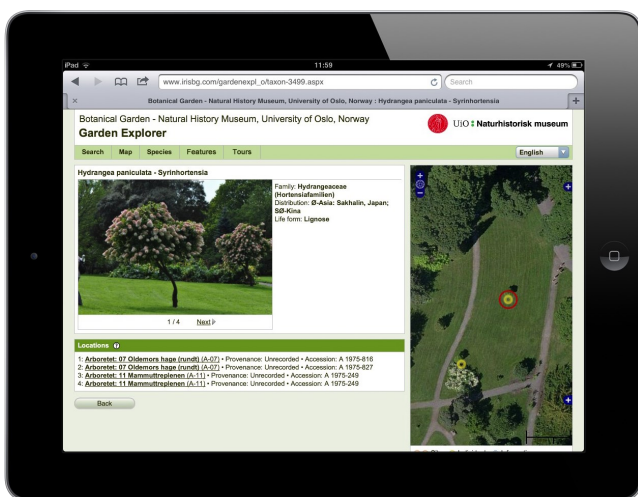 iPad
11:59
49%
www.irisbg.com/gardenexpl_o/taxon-3499.aspx
Search
Botanical Garden - Natural History Museum, University of Oslo, Norway : Hydrangea paniculata - Syrinhortensia
Botanical Garden - Natural History Museum, University of Oslo, Norway
Garden Explorer
UiO Naturhistorisk museum
Search Map Species Features Tours
English
Hydrangea paniculata - Syrinhortensia
Family: Hydrangeaceae
(Hortensiafamilien)
Distribution: Ø-Asia: Sakhalin, Japan;
SØ-Kina
Life form: Lignose
1 / 4 Next
Locations ?
1: Arboretet: 07 Oldemors hage (rundt) (A-07) • Provenance: Unrecorded • Accession: A 1975-816
2: Arboretet: 07 Oldemors hage (rundt) (A-07) • Provenance: Unrecorded • Accession: A 1975-827
3: Arboretet: 11 Mammuttreplenen (A-11) • Provenance: Unrecorded • Accession: A 1975-249
4: Arboretet: 11 Mammuttreplenen (A-11) • Provenance: Unrecorded • Accession: A 1975-249
Back